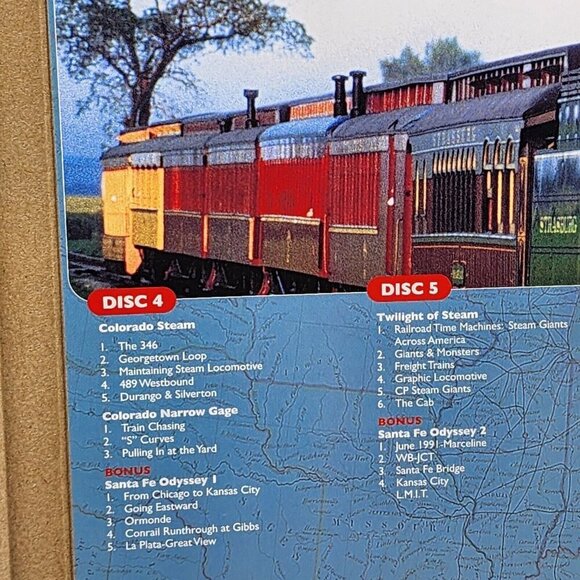 STRASBURG
DISC 4
Colorado Steam
1. The 346
2. Georgetown Loop
3. Maintaining Steam Locomotive
4. 489 Westbound
5. Durango & Silverton
Colorado Narrow Gage
1. Train Chasing
2. "S" Curves
3. Pulling In at the Yard
BONUS
Santa Fe Odyssey 1
1. From Chicago to Kansas City
2. Going Eastward
3. Ormonde
4. Conrail Runthrough at Gibbs
5. La Plata-Great View
DISC 5
Twilight of Steam
1. Railroad Time Machines: Steam Giants
Across America
2. Giants & Monsters
3. Freight Trains
4. Graphic Locomotive
5. CP Steam Giants
6. The Cab
BONUS
Santa Fe Odyssey 2
1. June 1991-Marceline
2. WB-JCT.
3. Santa Fe Bridge
4. Kansas City
L.M.I.T.